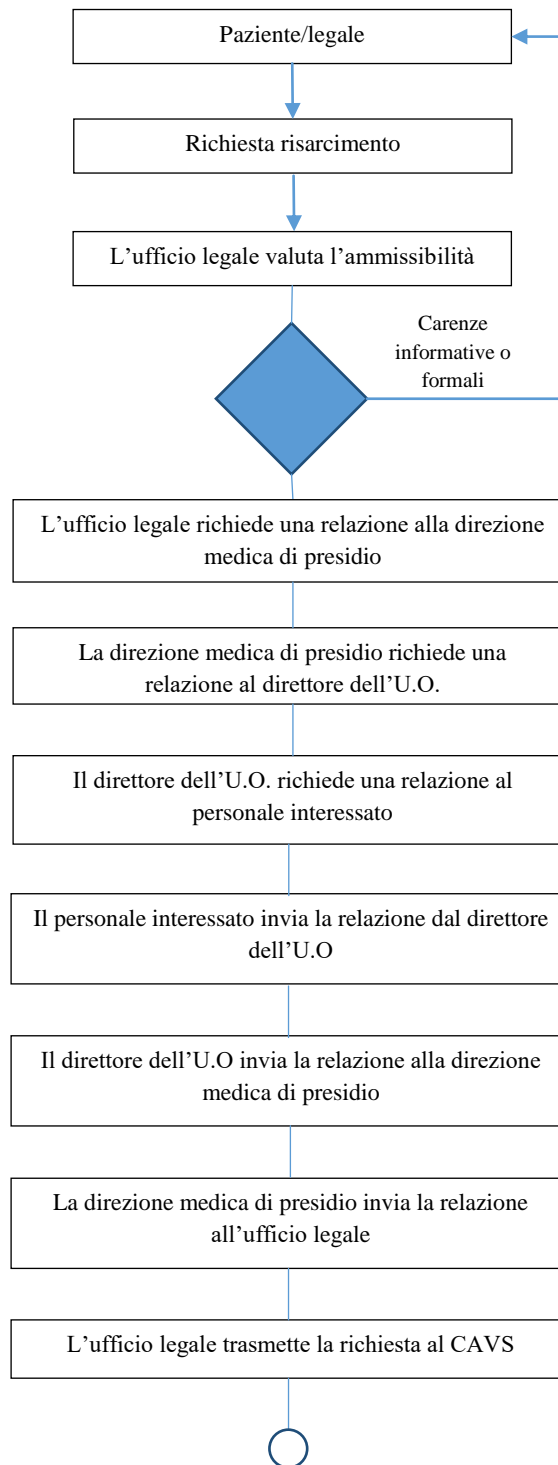 Paziente/legale
Richiesta risarcimento
L'ufficio legale valuta l'ammissibilità
Carenze
informative o
formali
L'ufficio legale richiede una relazione alla direzione
medica di presidio
La direzione medica di presidio richiede una
relazione al direttore dell'U.O.
Il direttore dell'U.O. richiede una relazione al
personale interessato
Il personale interessato invia la relazione dal direttore
dell'U.O
Il direttore dell'U.O invia la relazione alla direzione
medica di presidio
La direzione medica di presidio invia la relazione
all'ufficio legale
L'ufficio legale trasmette la richiesta al CAVS